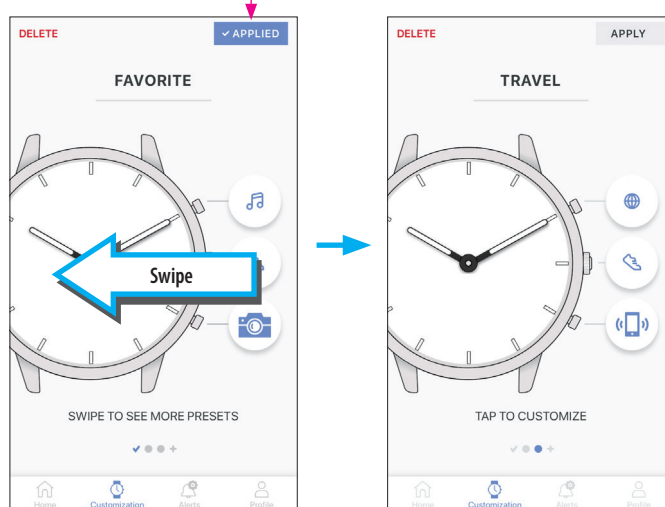 DELETE
✓ APPLIED
FAVORITE
Swipe
SWIPE TO SEE MORE PRESETS
Home
Customization
Alerts
Profile
DELETE
APPLY
TRAVEL
TAP TO CUSTOMIZE
Home
Customization
Alerts
Profile